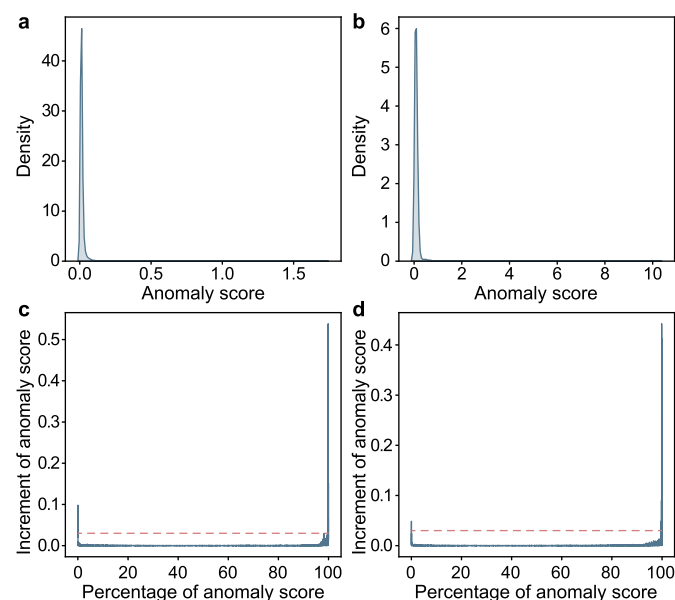 a
Density
40
30
20
10
0
0.0 0.5 1.0 1.5
Anomaly score
b
Density
6
5
4
3
2
1
0
0 2 4 6 8 10
Anomaly score
c
Increment of anomaly score
0.5
0.4
0.3
0.2
0.1
0.0
0 20 40 60 80 100
Percentage of anomaly score
d
Increment of anomaly score
0.4
0.3
0.2
0.1
0.0
0 20 40 60 80 100
Percentage of anomaly score